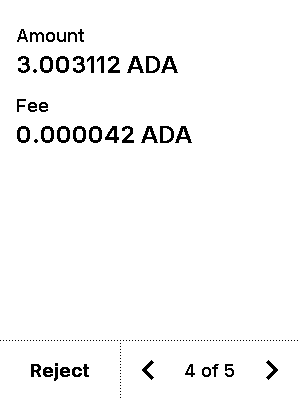 Amount
3.003112 ADA
Fee
0.000042 ADA
Reject
4 of 5